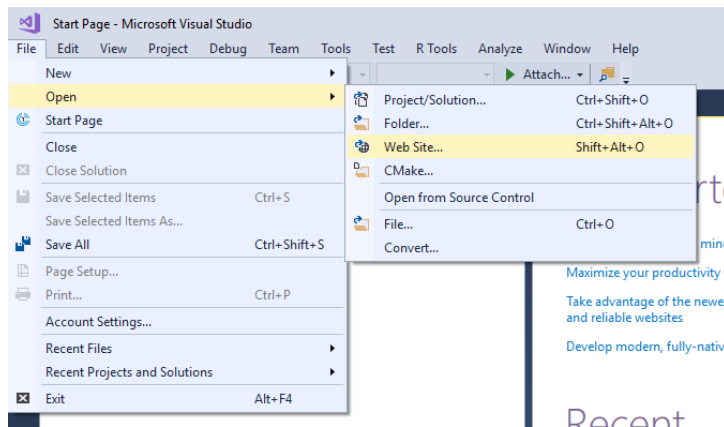 Start Page - Microsoft Visual Studio
File Edit View Project Debug Team Tools Test R Tools Analyze Window Help
Attach...
New
Open
Start Page
Close
Close Solution
Save Selected Items Ctrl+S
Save Selected Items As...
Save All Ctrl+Shift+S
Page Setup...
Print... Ctrl+P
Account Settings...
Recent Files
Recent Projects and Solutions
Exit Alt+F4
Project/Solution... Ctrl+Shift+O
Folder... Ctrl+Shift+Alt+O
Web Site... Shift+Alt+O
CMake...
Open from Source Control
File... Ctrl+O
Convert...
Maximize your productivity
Take advantage of the newe
and reliable websites
Develop modern, fully-nativ
Recent